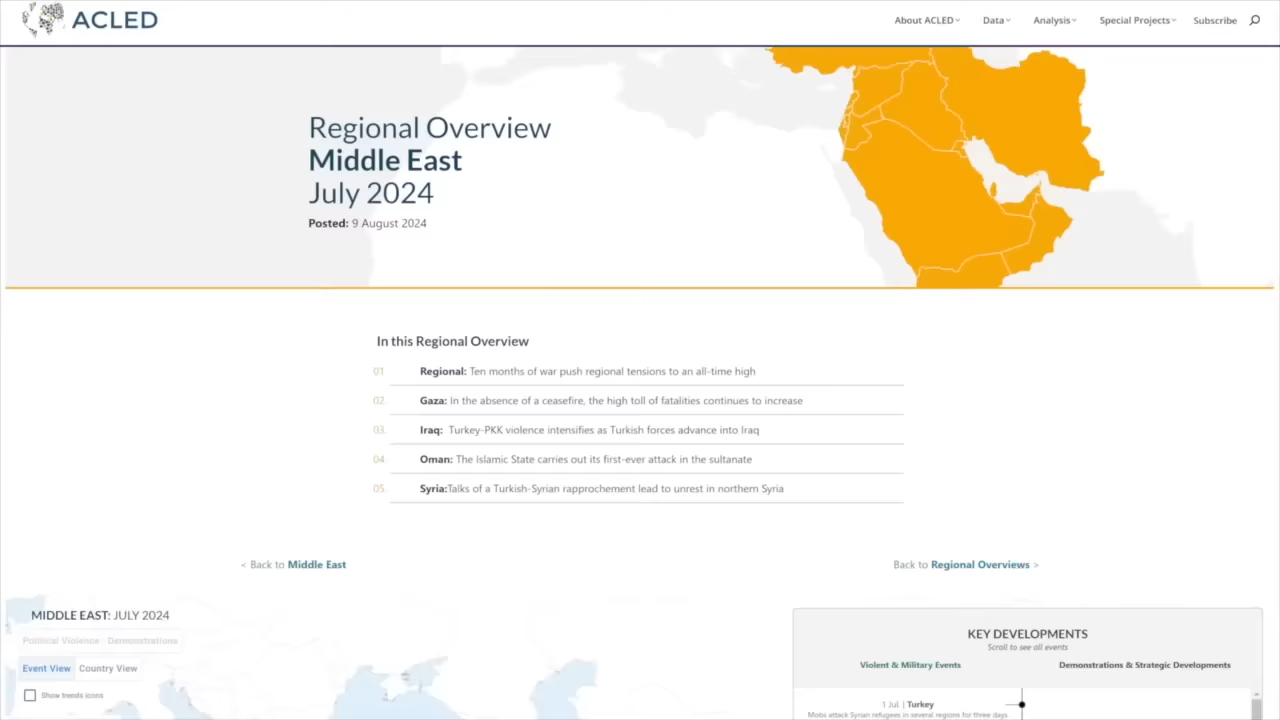 ACLED
About ACLED Data Analysis Special Projects Subscribe
Regional Overview
Middle East
July 2024
Posted: 9 August 2024
In this Regional Overview
01 Regional: Ten months of war push regional tensions to an all-time high
02. Gaza: In the absence of a ceasefire, the high toll of fatalities continues to increase
03. Iraq: Turkey-PKK violence intensifies as Turkish forces advance into Iraq
04. Oman: The Islamic State carries out its first-ever attack in the sultanate
05. Syria:Talks of a Turkish-Syrian rapprochement lead to unrest in northern Syria
< Back to Middle East
Back to Regional Overviews >
MIDDLE EAST: JULY 2024
Political Violence Demonstrations
Event View Country View
Show trends icons
KEY DEVELOPMENTS
Scroll to see all events
Violent & Military Events Demonstrations & Strategic Developments
1 Jul. | Turkey
Mobs attack Syrian refugees in several regions for three days